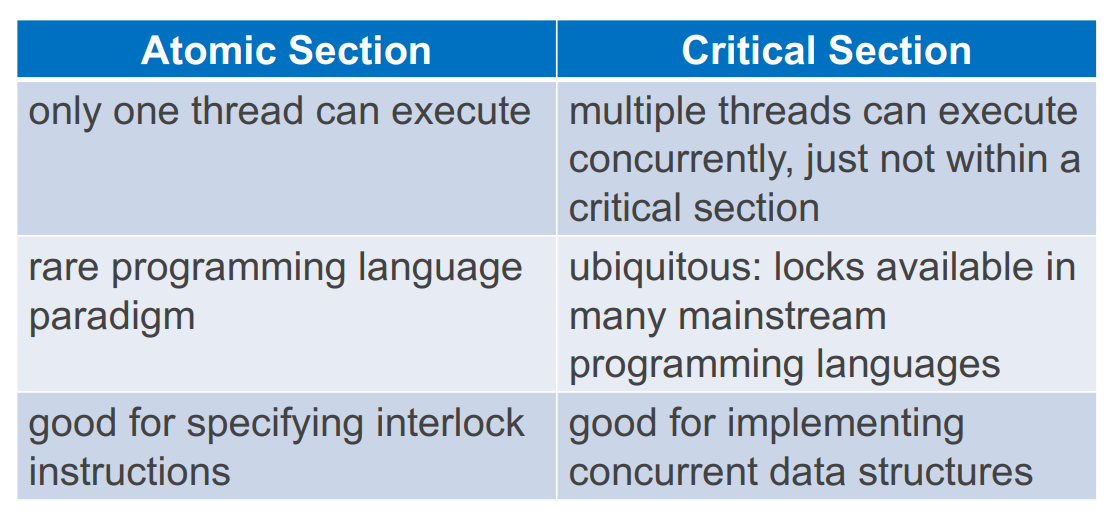 Atomic Section
Critical Section
only one thread can execute
multiple threads can execute
concurrently, just not within a
critical section
rare programming language
paradigm
ubiquitous: locks available in
many mainstream
programming languages
good for specifying interlock
instructions
good for implementing
concurrent data structures